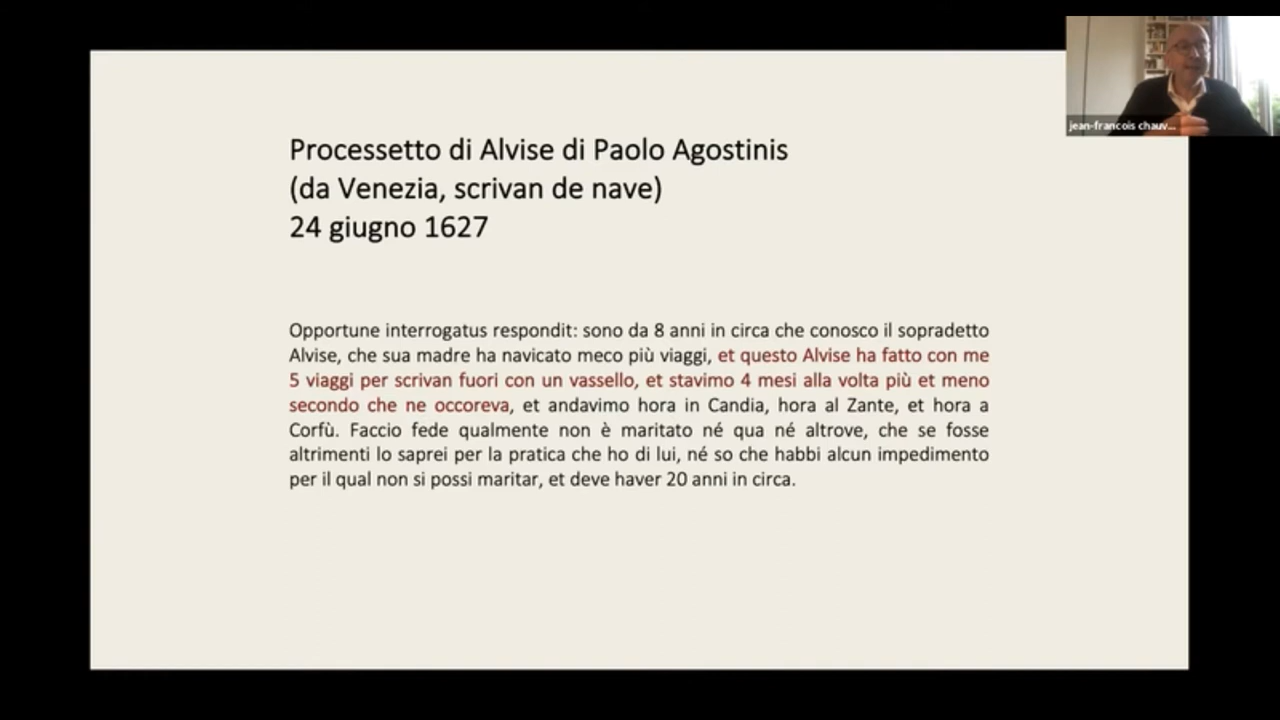 jean-francois chauv...
Processetto di Alvise di Paolo Agostinis
(da Venezia, scrivan de nave)
24 giugno 1627
Opportune interrogatus respondit: sono da 8 anni in circa che conosco il sopradetto
Alvise, che sua madre ha navicato meco più viaggi, et questo Alvise ha fatto con me
5 viaggi per scrivan fuori con un vassello, et stavimo 4 mesi alla volta più et meno
secondo che ne occoreva, et andavimo hora in Candia, hora al Zante, et hora a
Corfù. Faccio fede qualmente non è maritato né qua né altrove, che se fosse
altrimenti lo saprei per la pratica che ho di lui, né so che habbi alcun impedimento
per il qual non si possi maritar, et deve haver 20 anni in circa.